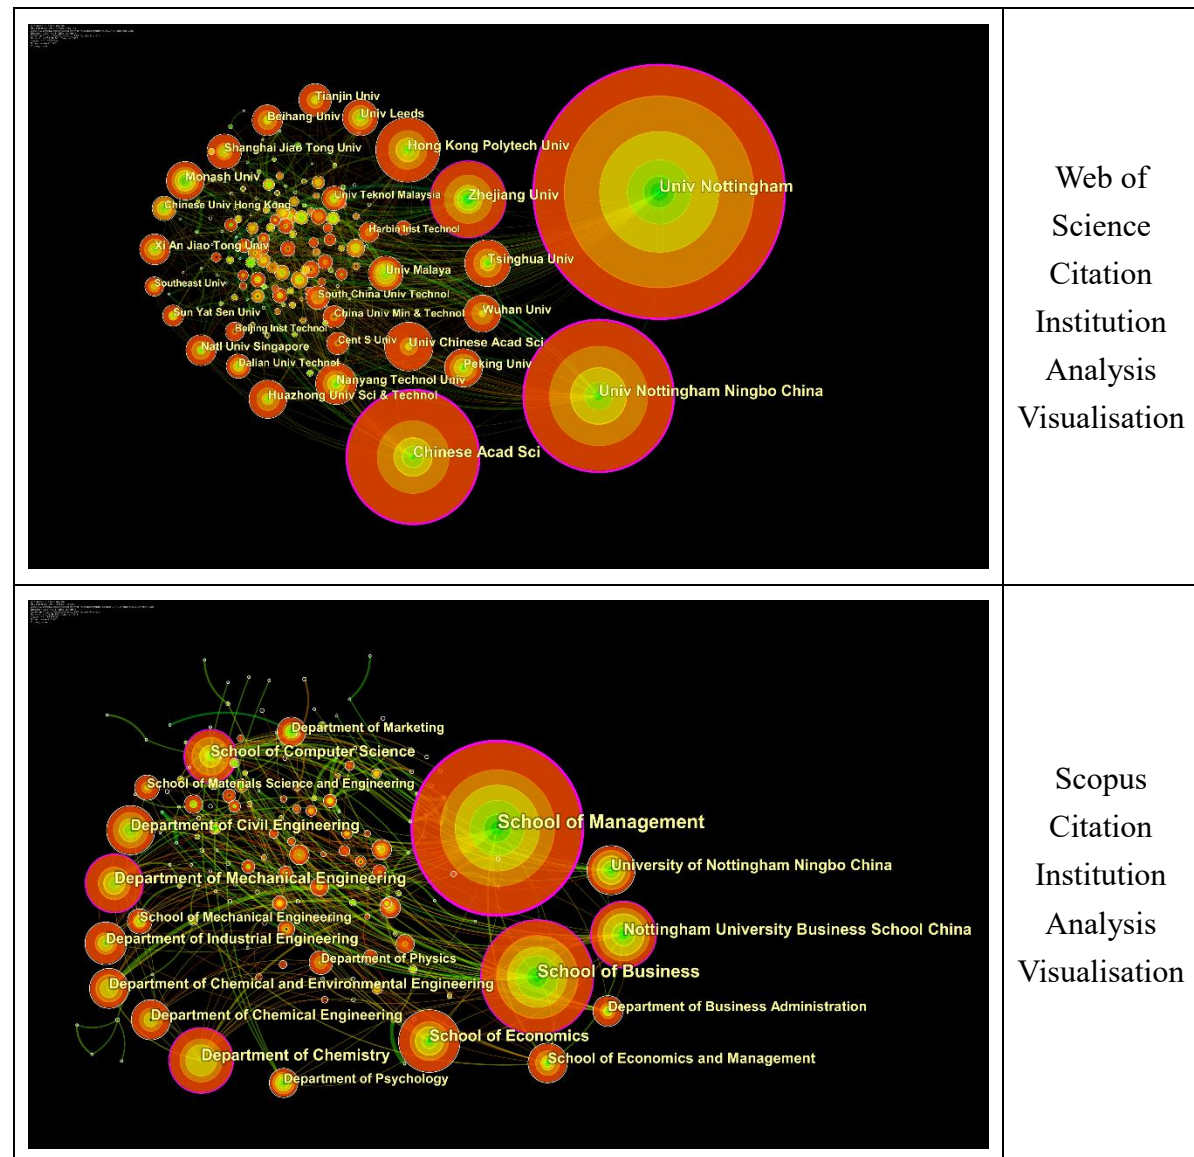 Tianjin Univ
Beihang Univ
Univ Leeds
Shanghai Jiao Tong Univ
Hong Kong Polytech Univ
Monash Univ
Univ Nottingham
Univ Teknol Malaysia
Zhejiang Univ
Chinese Univ Hong Kong
Harbin Inst Technol
Xi An Jiao Tong Univ
Tsinghua Univ
Univ Malaya
Southeast Univ
South China Univ Technol
Sun Yat Sen Univ
China Univ Min & Technol
Wuhan Univ
Beijing Inst Technol
Cent S Univ
Univ Chinese Acad Sci
Natl Univ Singapore
Dalian Univ Technol
Peking Univ
Nanyang Technol Univ
Huazhong Univ Sci & Technol
Univ Nottingham Ningbo China
Chinese Acad Sci
Web of
Science
Citation
Institution
Analysis
Visualisation
Department of Marketing
School of Computer Science
School of Materials Science and Engineering
Department of Civil Engineering
School of Management
University of Nottingham Ningbo China
Department of Mechanical Engineering
School of Mechanical Engineering
Nottingham University Business School China
Department of Industrial Engineering
Department of Physics
School of Business
Department of Chemical and Environmental Engineering
Department of Business Administration
Department of Chemical Engineering
School of Economics
Department of Chemistry
School of Economics and Management
Department of Psychology
Scopus
Citation
Institution
Analysis
Visualisation